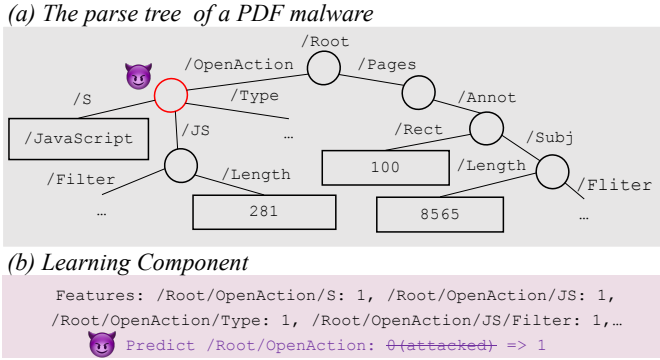 (a) The parse tree of a PDF malware
/Root
/OpenAction
/Pages
/S
/Type
/Annot
/JavaScript
/JS
…
/Rect
/Subj
/Filter
/Length
100
/Length
/Fliter
…
281
8565
…
(b) Learning Component
Features: /Root/OpenAction/S: 1, /Root/OpenAction/JS: 1,
/Root/OpenAction/Type: 1, /Root/OpenAction/JS/Filter: 1,…
Predict /Root/OpenAction: 0(attacked) => 1